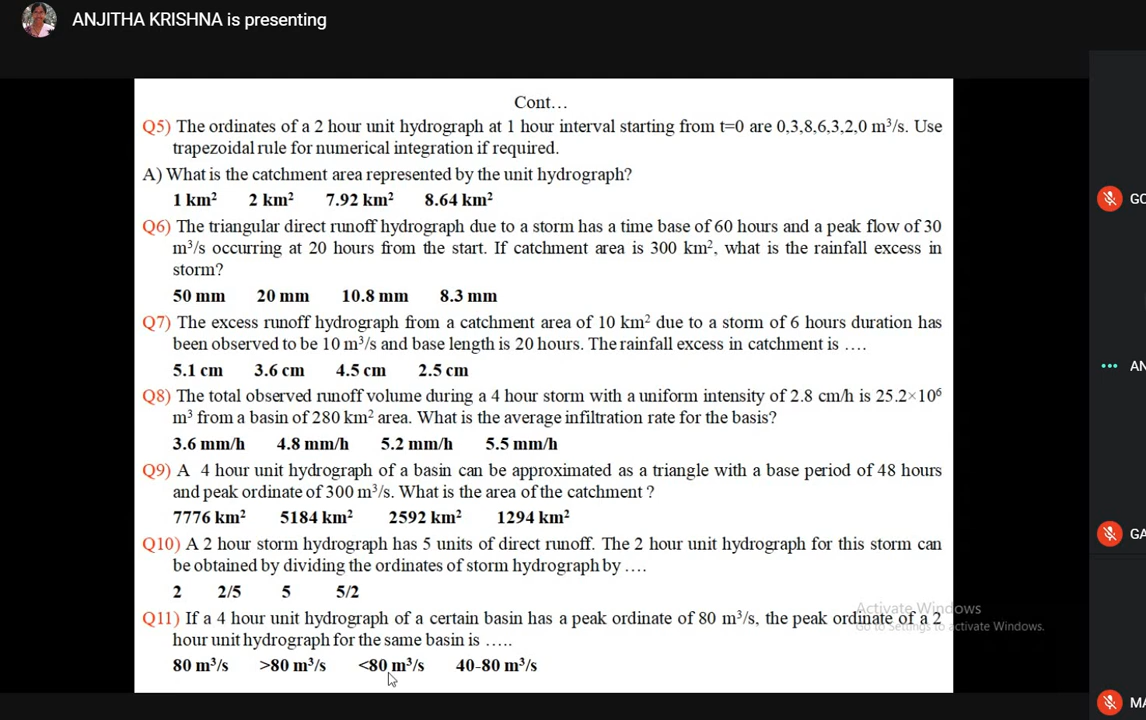 ANJITHA KRISHNA is presenting
Cont…
Q5) The ordinates of a 2 hour unit hydrograph at 1 hour interval starting from t=0 are 0,3,8,6,3,2,0 m³/s. Use
trapezoidal rule for numerical integration if required.
A) What is the catchment area represented by the unit hydrograph?
1 km² 2 km² 7.92 km² 8.64 km²
Q6) The triangular direct runoff hydrograph due to a storm has a time base of 60 hours and a peak flow of 30
m³/s occurring at 20 hours from the start. If catchment area is 300 km², what is the rainfall excess in
storm?
50 mm 20 mm 10.8 mm 8.3 mm
Q7) The excess runoff hydrograph from a catchment area of 10 km² due to a storm of 6 hours duration has
been observed to be 10 m³/s and base length is 20 hours. The rainfall excess in catchment is ….
5.1 cm 3.6 cm 4.5 cm 2.5 cm
Q8) The total observed runoff volume during a 4 hour storm with a uniform intensity of 2.8 cm/h is 25.2×10⁶
m³ from a basin of 280 km² area. What is the average infiltration rate for the basis?
3.6 mm/h 4.8 mm/h 5.2 mm/h 5.5 mm/h
Q9) A 4 hour unit hydrograph of a basin can be approximated as a triangle with a base period of 48 hours
and peak ordinate of 300 m³/s. What is the area of the catchment ?
7776 km² 5184 km² 2592 km² 1294 km²
Q10) A 2 hour storm hydrograph has 5 units of direct runoff. The 2 hour unit hydrograph for this storm can
be obtained by dividing the ordinates of storm hydrograph by ….
2 2/5 5 5/2
Q11) If a 4 hour unit hydrograph of a certain basin has a peak ordinate of 80 m³/s, the peak ordinate of a 2
hour unit hydrograph for the same basin is …..
80 m³/s >80 m³/s <80 m³/s 40-80 m³/s
Activate Windows
Go to Settings to activate Windows.
GO
AN
GA
MA